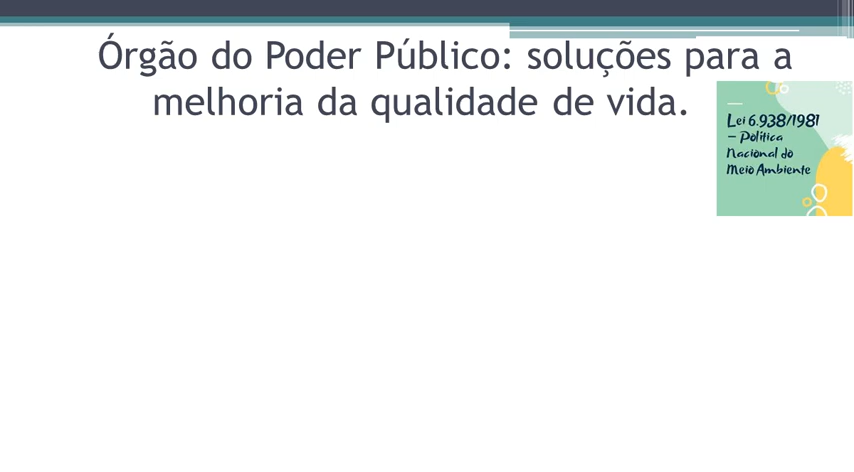 Órgão do Poder Público: soluções para a
melhoria da qualidade de vida.
Lei 6.938/1981
– Política
Nacional do
Meio Ambiente